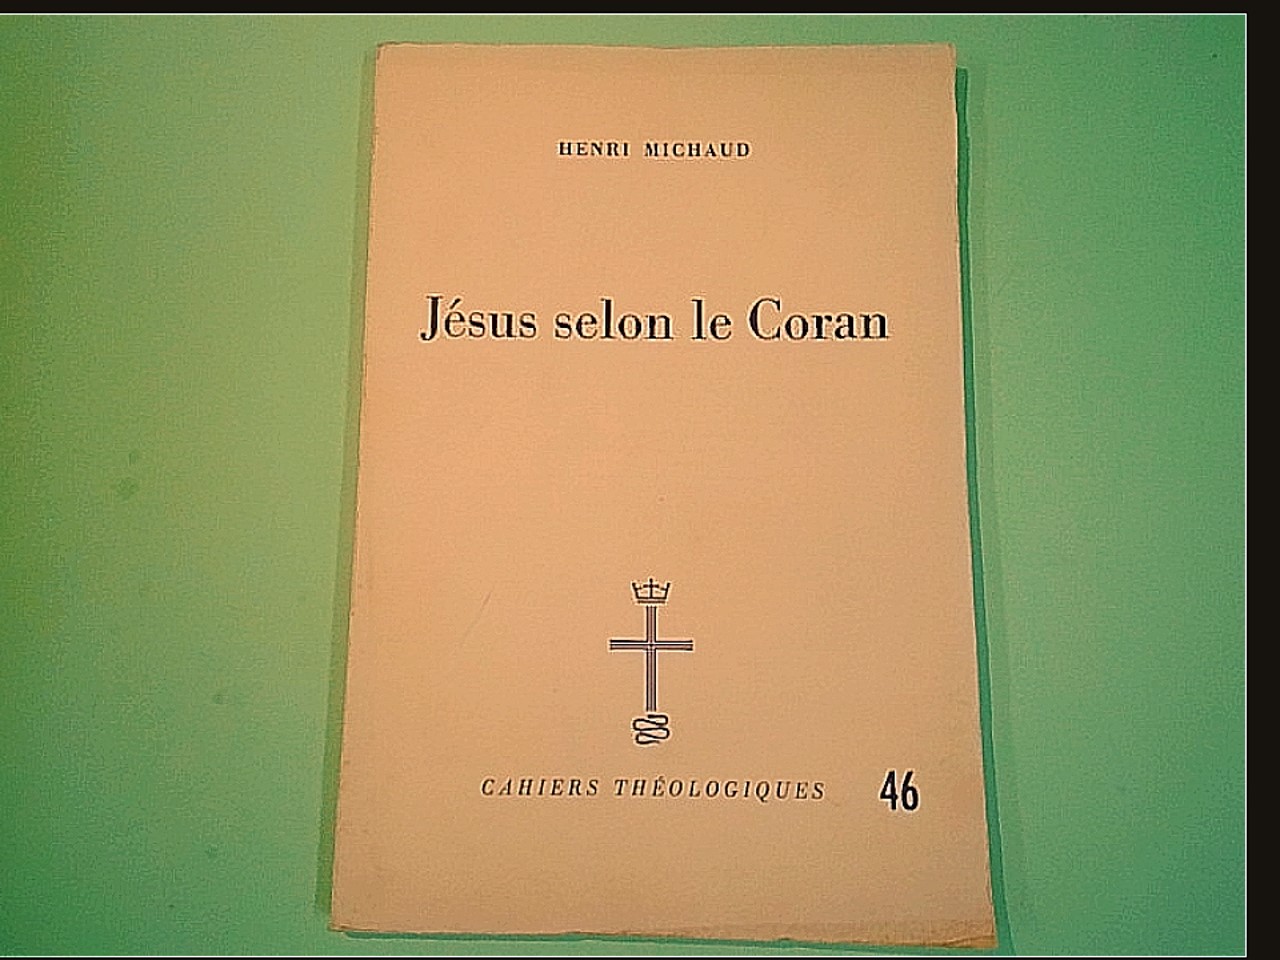 HENRI MICHAUD
Jésus selon le Coran
CAHIERS THÉOLOGIQUES 46